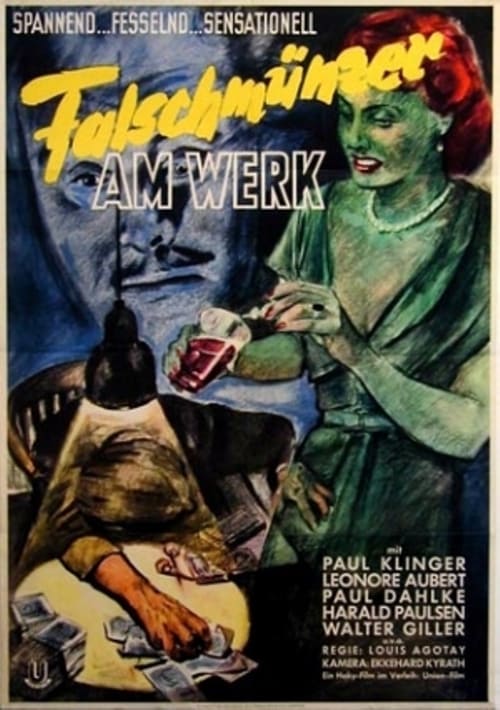 SPANNEND...FESSELND...SENSATIONELL
Falschmünzer
AM WERK
mit
PAUL KLINGER
LEONORE AUBERT
PAUL DAHLKE
HARALD PAULSEN
WALTER GILLER
u.v.a.
REGIE: LOUIS AGOTAY
KAMERA: EKKEHARD KYRATH
Ein Haky-Film im Verleih: Union-Film
U